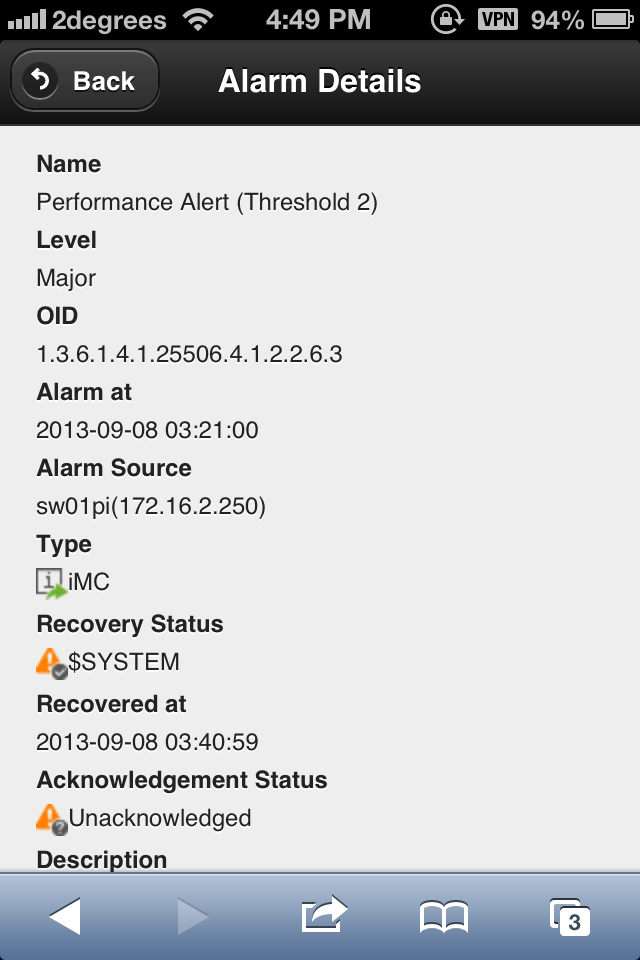 2degrees 4:49 PM VPN 94%
Back Alarm Details
Name
Performance Alert (Threshold 2)
Level
Major
OID
1.3.6.1.4.1.25506.4.1.2.2.6.3
Alarm at
2013-09-08 03:21:00
Alarm Source
sw01pi(172.16.2.250)
Type
iMC
Recovery Status
$SYSTEM
Recovered at
2013-09-08 03:40:59
Acknowledgement Status
Unacknowledged
Description
3